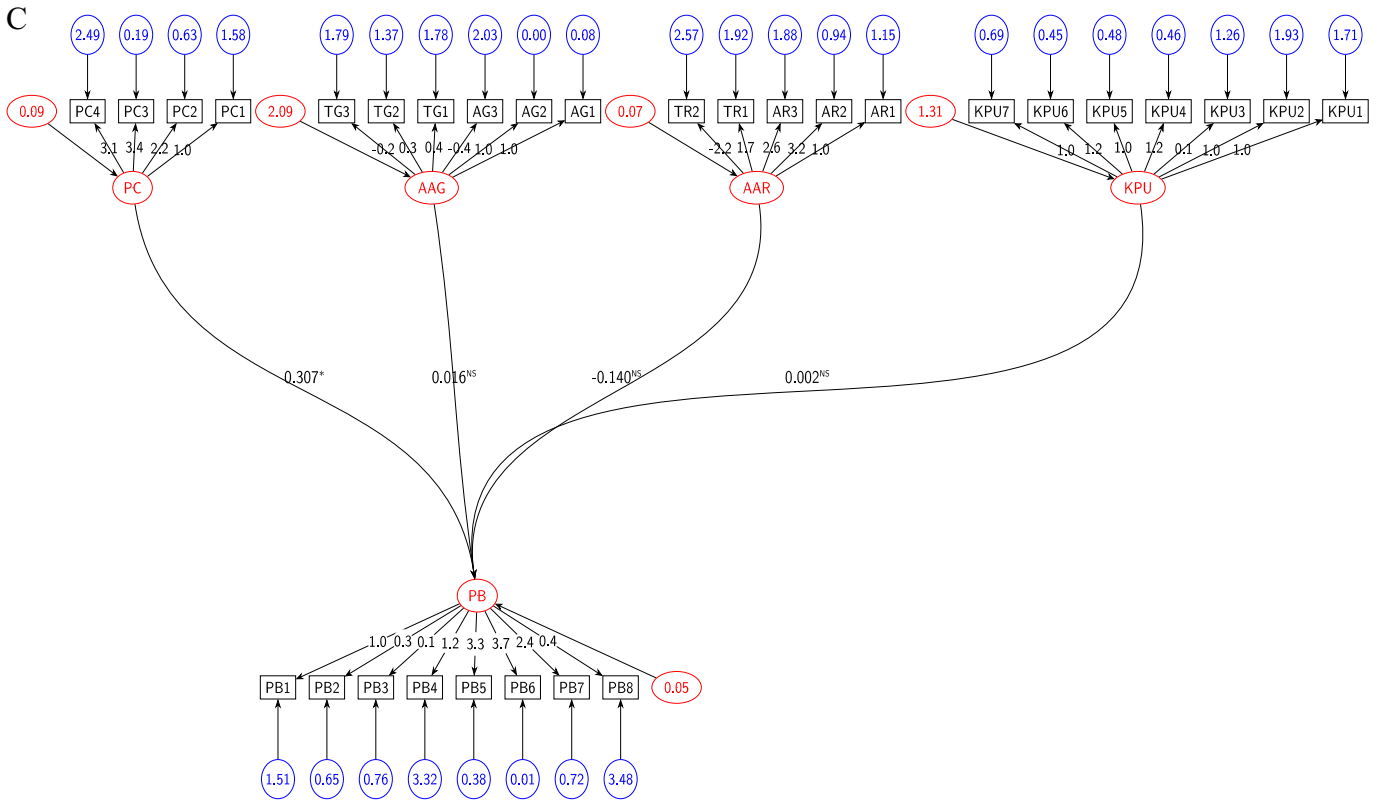 C
2.49 0.19 0.63 1.58 1.79 1.37 1.78 2.03 0.00 0.08 2.57 1.92 1.88 0.94 1.15 0.69 0.45 0.48 0.46 1.26 1.93 1.71
0.09 PC4 PC3 PC2 PC1 2.09 TG3 TG2 TG1 AG3 AG2 AG1 0.07 TR2 TR1 AR3 AR2 AR1 1.31 KPU7 KPU6 KPU5 KPU4 KPU3 KPU2 KPU1
3.1 3.4 2.2 1.0 -0.2 0.3 0.4 -0.4 1.0 1.0 -2.2 1.7 2.6 3.2 1.0 1.0 1.2 1.0 1.2 0.1 1.0 1.0
PC AAG AAR KPU
0.307* 0.016NS -0.140NS 0.002NS
PB
1.0 0.3 0.1 1.2 3.3 3.7 2.4 0.4
PB1 PB2 PB3 PB4 PB5 PB6 PB7 PB8 0.05
1.51 0.65 0.76 3.32 0.38 0.01 0.72 3.48